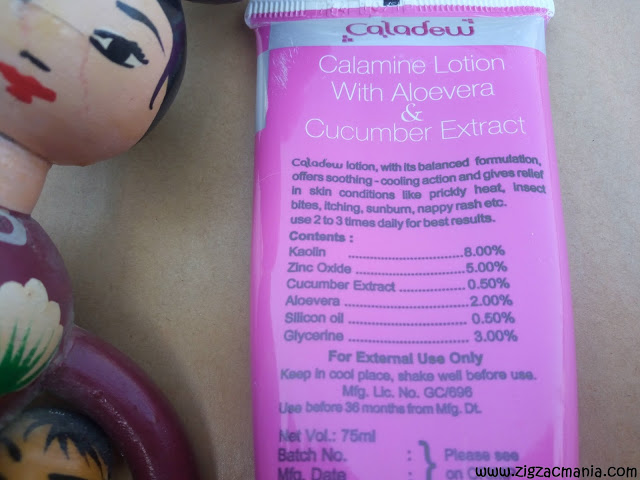 Caladew
Calamine Lotion
With Aloevera
&
Cucumber Extract
Caladew lotion, with its balanced formulation,
offers soothing - cooling action and gives relief
in skin conditions like prickly heat, insect
bites, itching, sunburn, nappy rash etc.
use 2 to 3 times daily for best results.
Contents :
Kaolin ..............................8.00%
Zinc Oxide ........................5.00%
Cucumber Extract ..............0.50%
Aloevera ..........................2.00%
Silicon oil .........................0.50%
Glycerine .......................... 3.00%
For External Use Only
Keep in cool place, shake well before use.
Mfg. Lic. No. GC/696
Use before 36 months from Mfg. Dt.
Net Vol.: 75ml
Batch No. : } Please see
Mfg. Date : on
www.zigzacmania.com